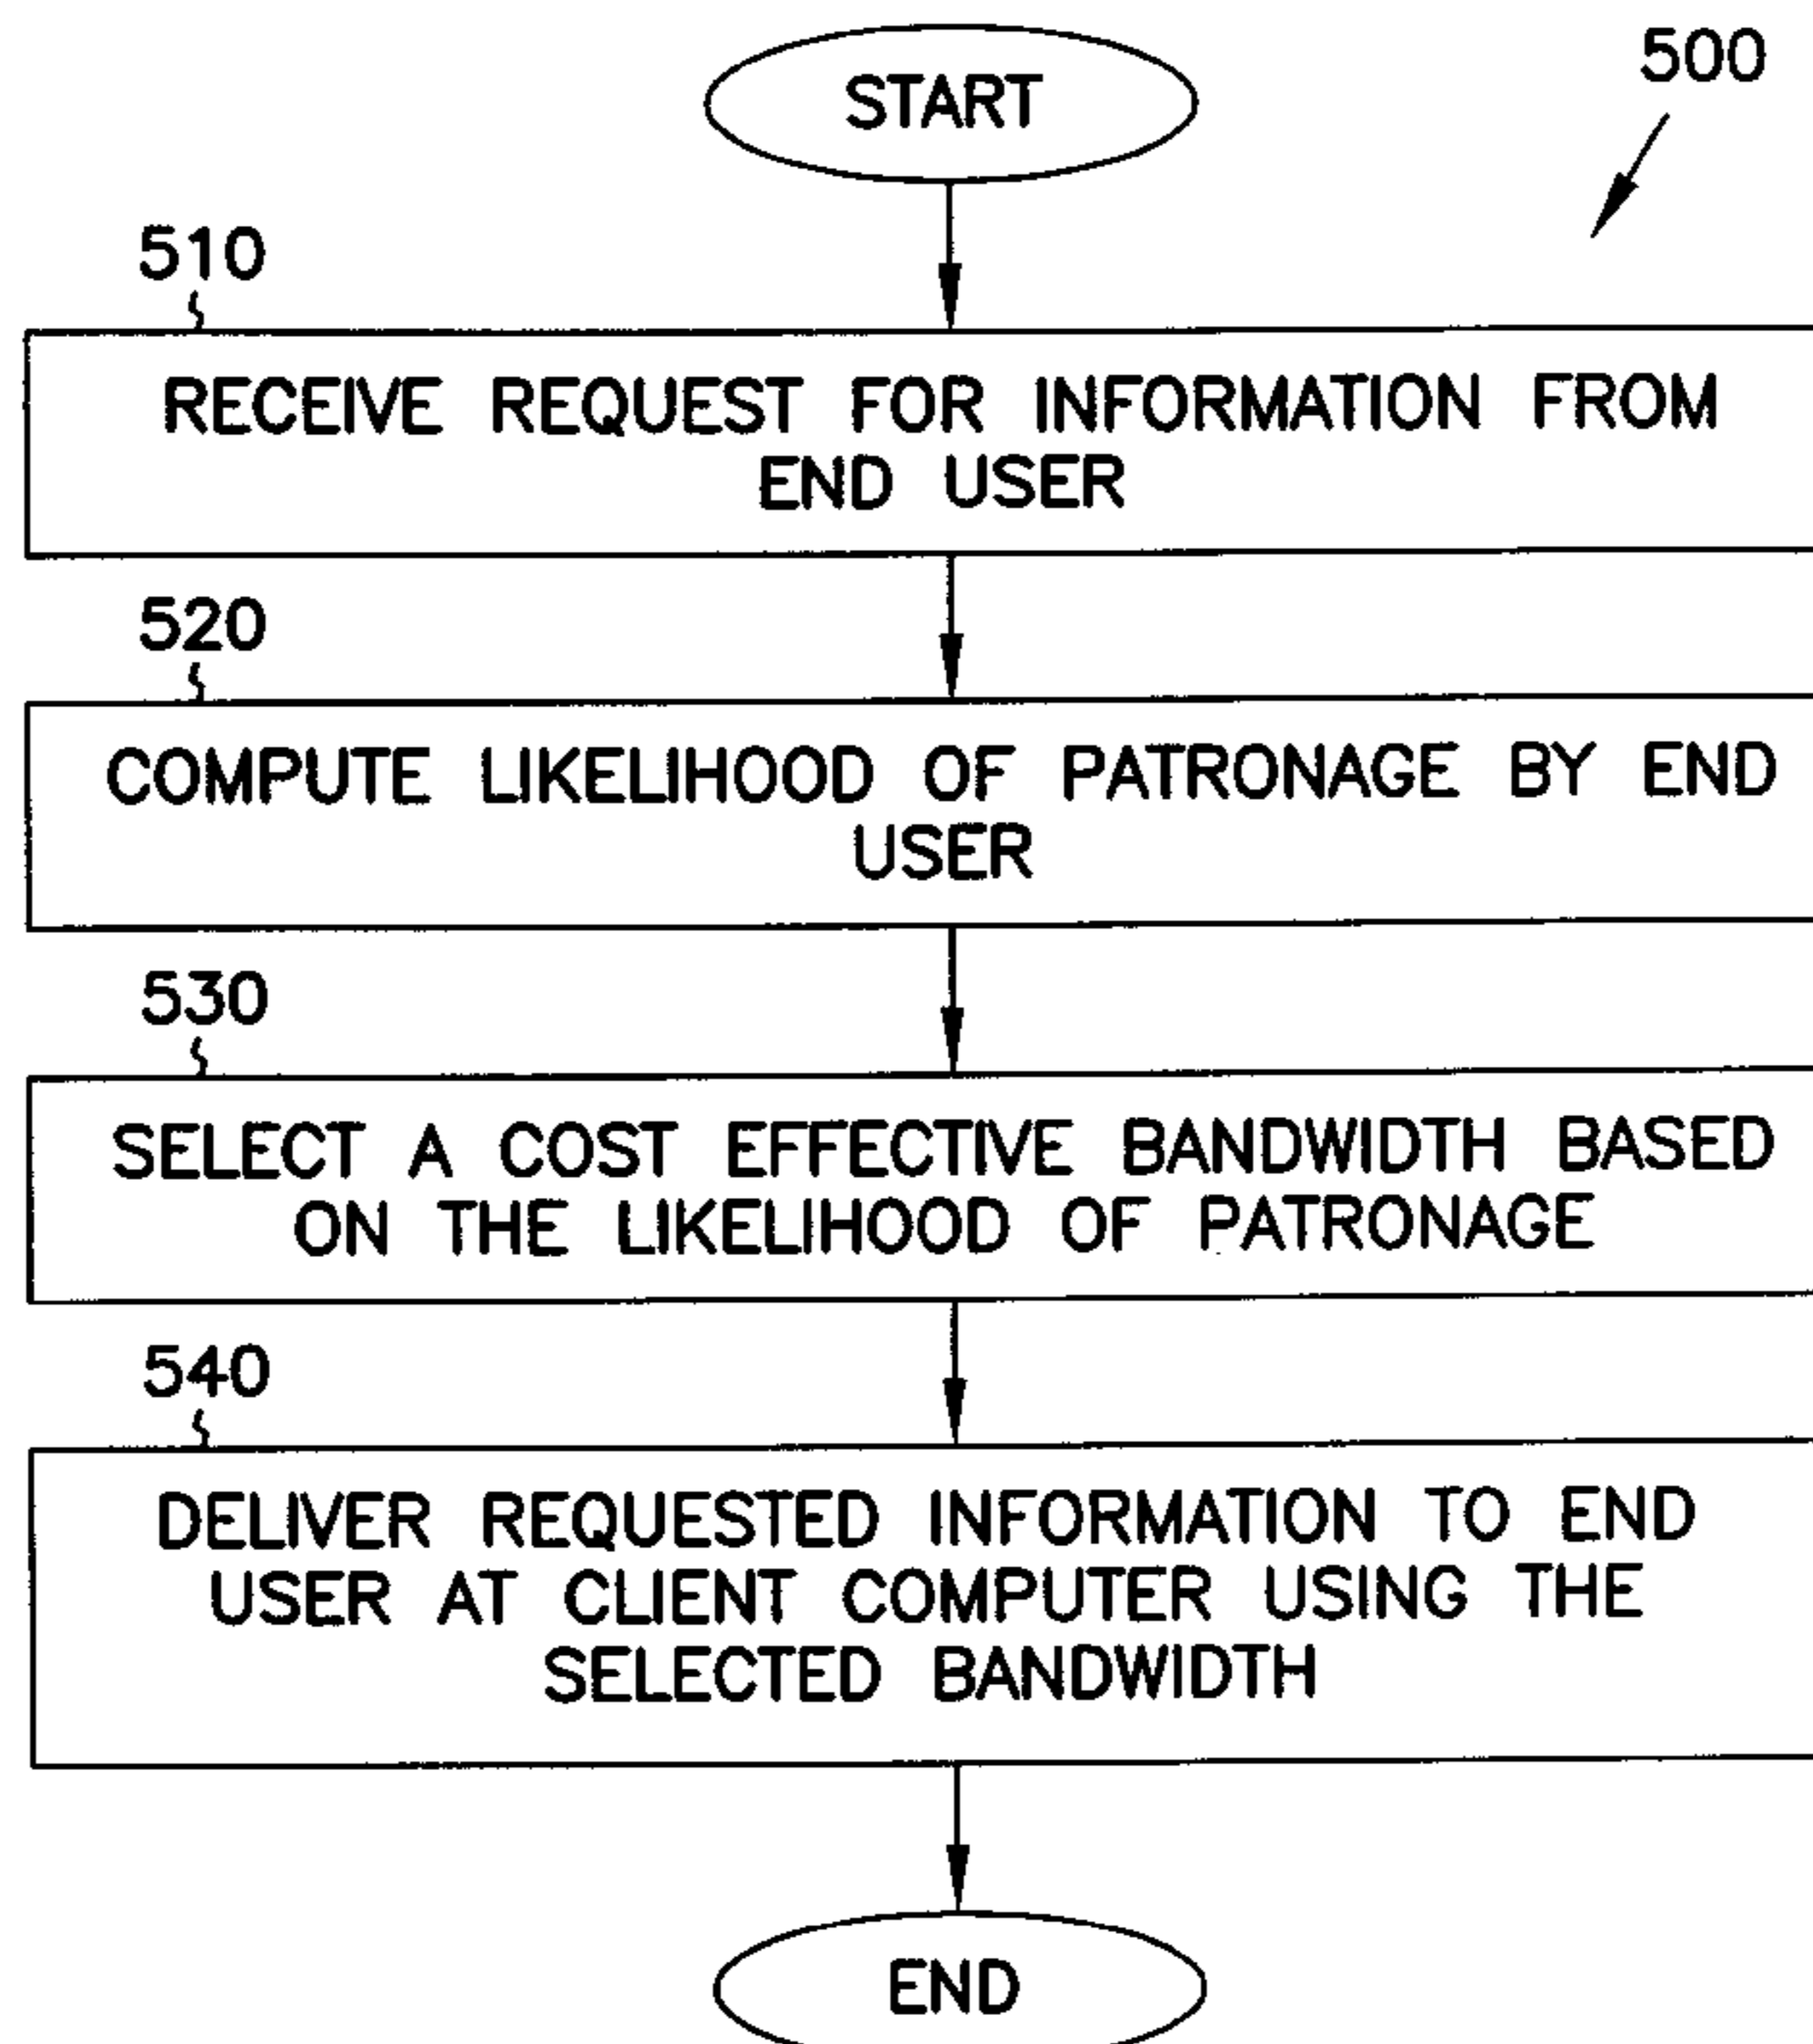 START
500
510
RECEIVE REQUEST FOR INFORMATION FROM
END USER
520
COMPUTE LIKELIHOOD OF PATRONAGE BY END
USER
530
SELECT A COST EFFECTIVE BANDWIDTH BASED
ON THE LIKELIHOOD OF PATRONAGE
540
DELIVER REQUESTED INFORMATION TO END
USER AT CLIENT COMPUTER USING THE
SELECTED BANDWIDTH
END